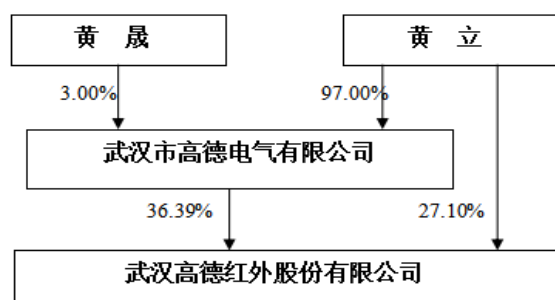 黄 晟 黄 立
3.00% 97.00%
武汉市高德电气有限公司
36.39% 27.10%
武汉高德红外股份有限公司